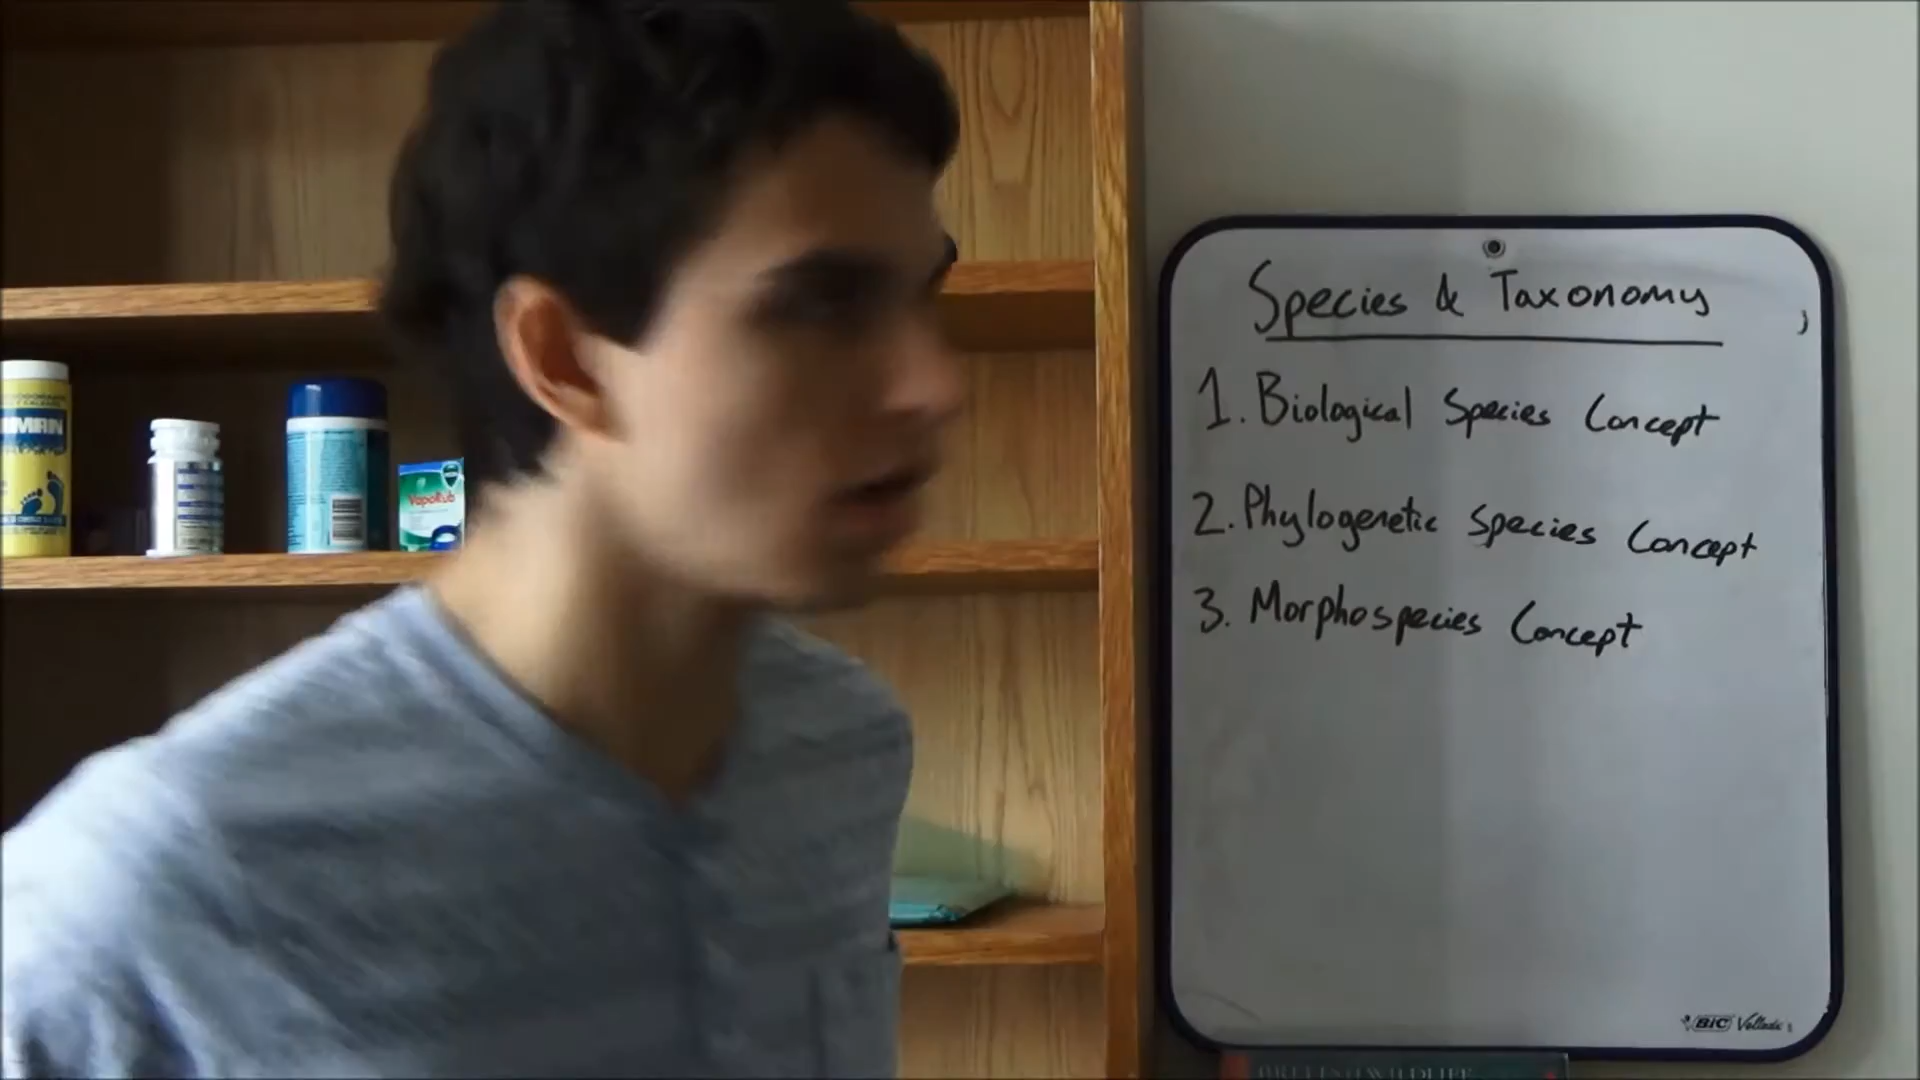 Species & Taxonomy
1. Biological Species Concept
2. Phylogenetic Species Concept
3. Morphospecies Concept
BIC Velleda
VapoRub